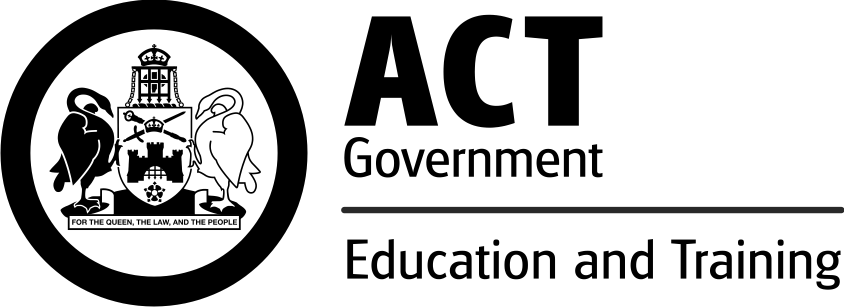 FOR THE QUEEN, THE LAW, AND THE PEOPLE
ACT
Government
Education and Training